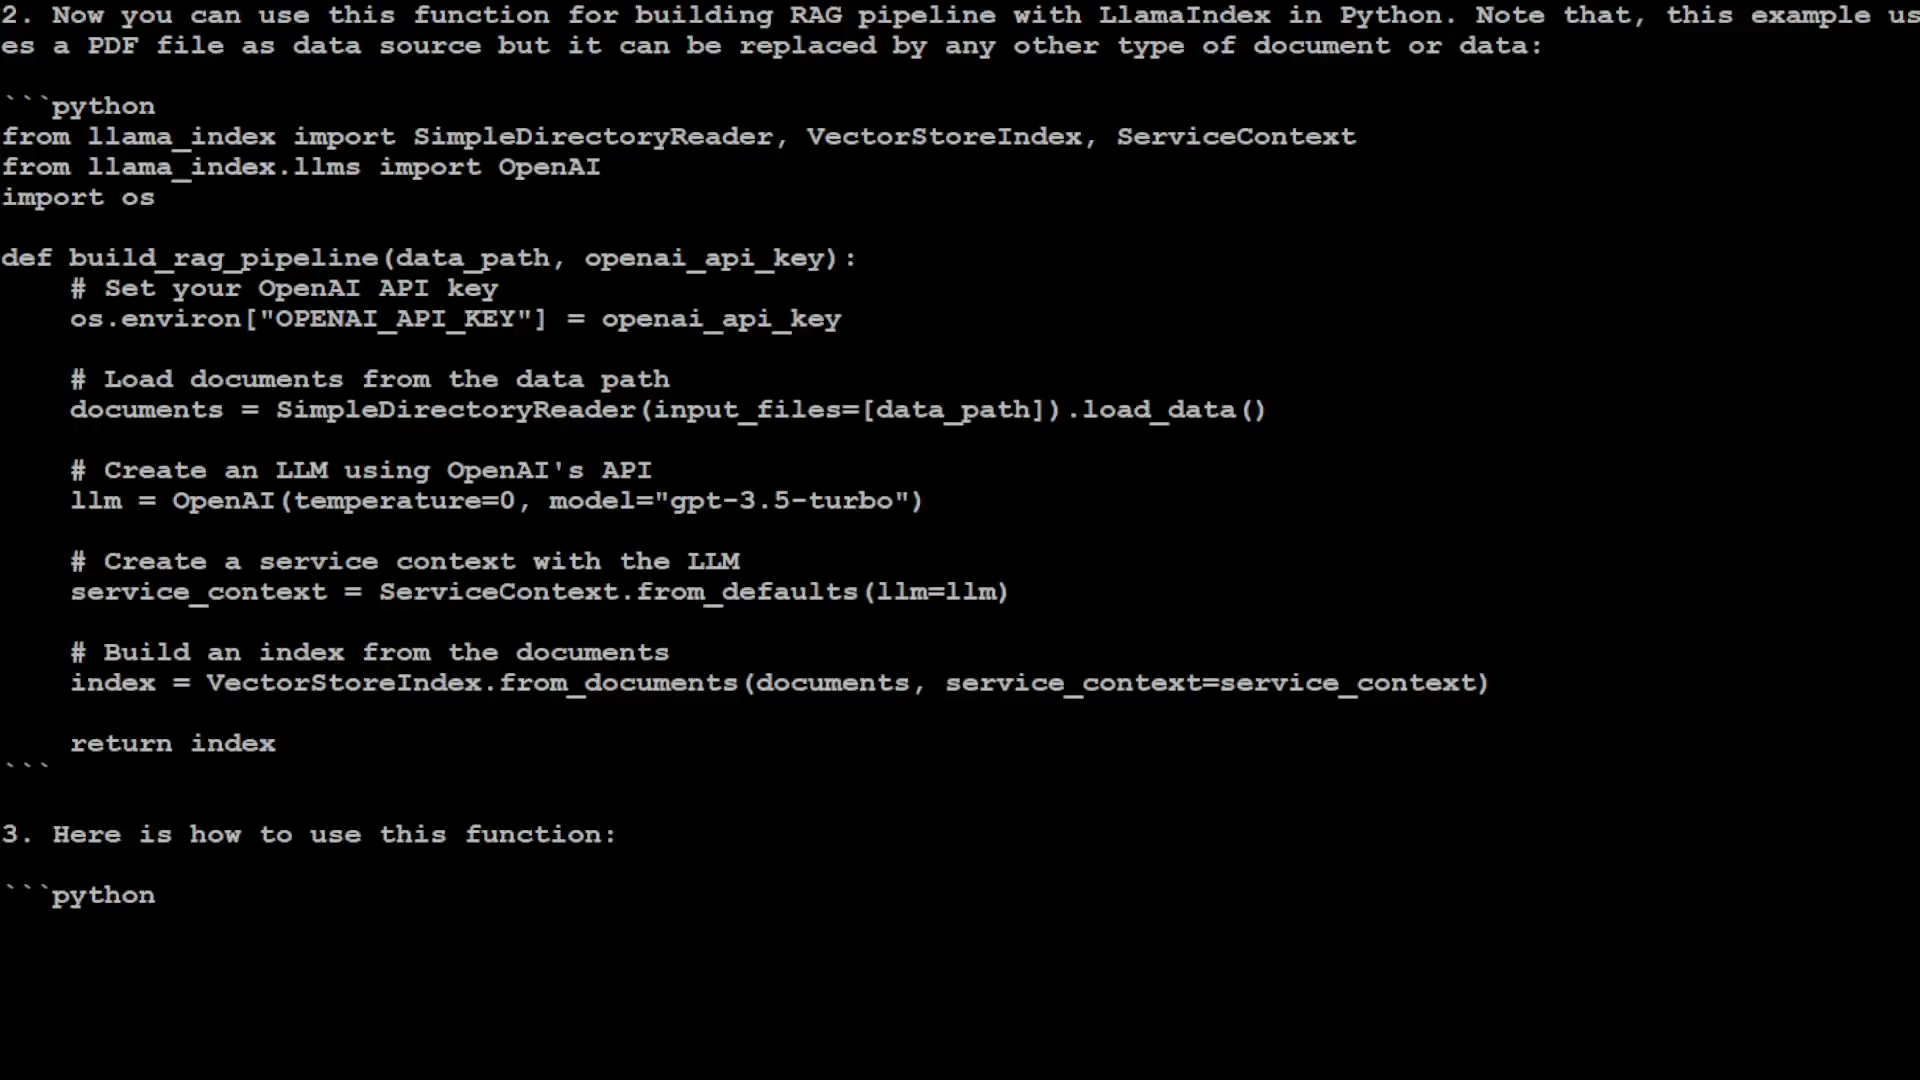 2. Now you can use this function for building RAG pipeline with LlamaIndex in Python. Note that, this example us
es a PDF file as data source but it can be replaced by any other type of document or data:

```python
from llama_index import SimpleDirectoryReader, VectorStoreIndex, ServiceContext
from llama_index.llms import OpenAI
import os

def build_rag_pipeline(data_path, openai_api_key):
    # Set your OpenAI API key
    os.environ["OPENAI_API_KEY"] = openai_api_key

    # Load documents from the data path
    documents = SimpleDirectoryReader(input_files=[data_path]).load_data()

    # Create an LLM using OpenAI's API
    llm = OpenAI(temperature=0, model="gpt-3.5-turbo")

    # Create a service context with the LLM
    service_context = ServiceContext.from_defaults(llm=llm)

    # Build an index from the documents
    index = VectorStoreIndex.from_documents(documents, service_context=service_context)

    return index
```

3. Here is how to use this function:

```python